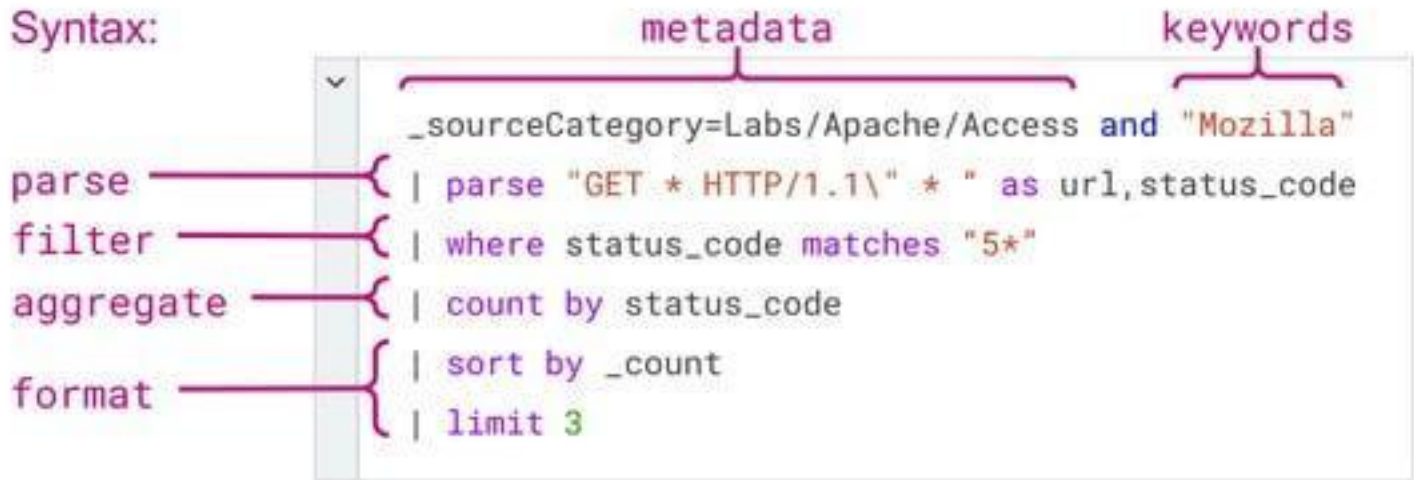 Syntax:
metadata keywords
_sourceCategory=Labs/Apache/Access and "Mozilla"
parse | parse "GET * HTTP/1.1\" * " as url,status_code
filter | where status_code matches "5*"
aggregate | count by status_code
| sort by _count
format
| limit 3